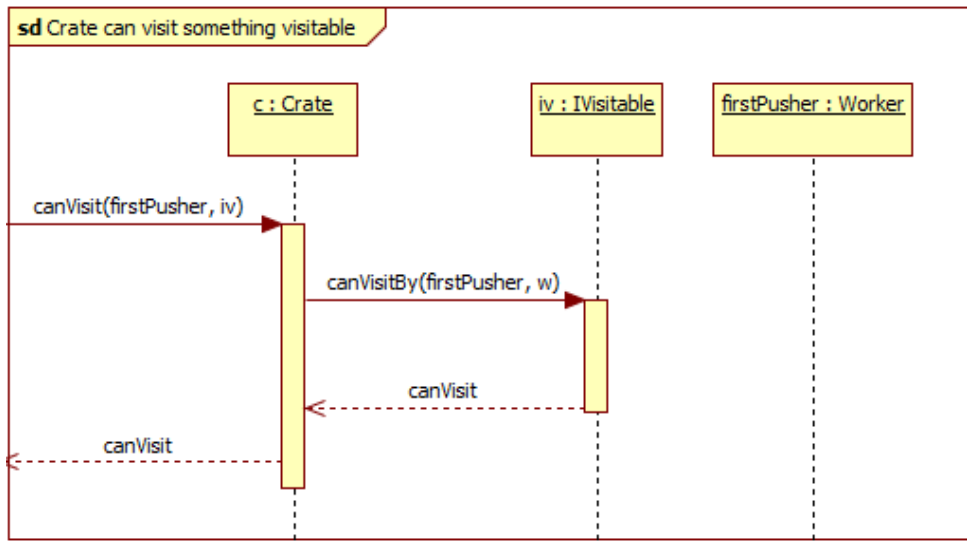 sd Crate can visit something visitable
c : Crate
iv : IVisitable
firstPusher : Worker
canVisit(firstPusher, iv)
canVisitBy(firstPusher, w)
canVisit
canVisit